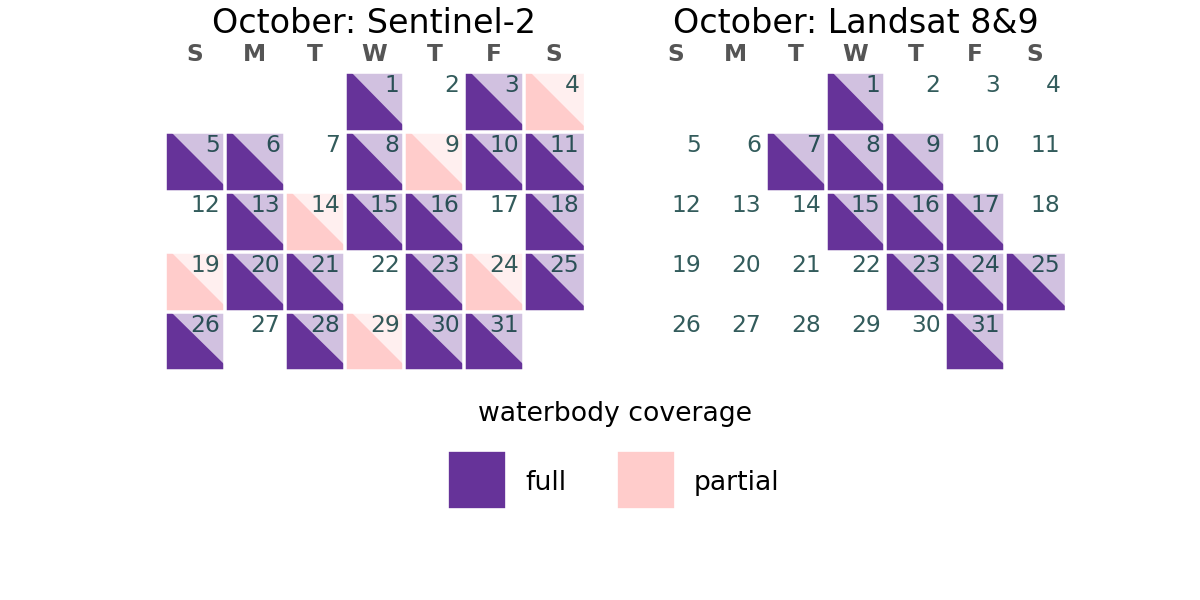 October: Sentinel-2
S M T W T F S
1 2 3 4
5 6 7 8 9 10 11
12 13 14 15 16 17 18
19 20 21 22 23 24 25
26 27 28 29 30 31
October: Landsat 8&9
S M T W T F S
1 2 3 4
5 6 7 8 9 10 11
12 13 14 15 16 17 18
19 20 21 22 23 24 25
26 27 28 29 30 31
waterbody coverage
full partial